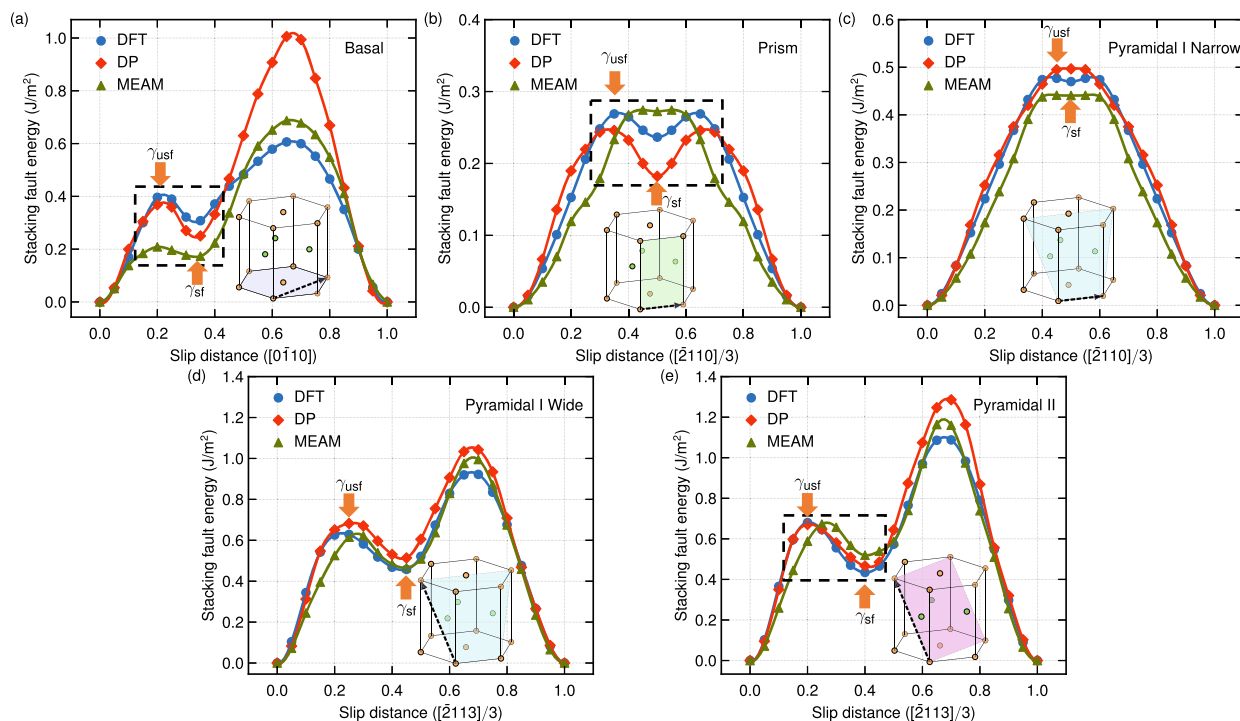 (a)
Basal
DFT
DP
MEAM
γusf
γsf
Stacking fault energy (J/m²)
0.0
0.2
0.4
0.6
0.8
1.0
0.0 0.2 0.4 0.6 0.8 1.0
Slip distance ([01̄10])
(b)
Prism
DFT
DP
MEAM
γusf
γsf
Stacking fault energy (J/m²)
0.0
0.1
0.2
0.3
0.4
0.0 0.2 0.4 0.6 0.8 1.0
Slip distance ([2̄110]/3)
(c)
Pyramidal I Narrow
DFT
DP
MEAM
γusf
γsf
Stacking fault energy (J/m²)
0.0
0.1
0.2
0.3
0.4
0.5
0.6
0.0 0.2 0.4 0.6 0.8 1.0
Slip distance ([2̄110]/3)
(d)
Pyramidal I Wide
DFT
DP
MEAM
γusf
γsf
Stacking fault energy (J/m²)
0.0
0.2
0.4
0.6
0.8
1.0
1.2
1.4
0.0 0.2 0.4 0.6 0.8 1.0
Slip distance ([2̄113]/3)
(e)
Pyramidal II
DFT
DP
MEAM
γusf
γsf
Stacking fault energy (J/m²)
0.0
0.2
0.4
0.6
0.8
1.0
1.2
1.4
0.0 0.2 0.4 0.6 0.8 1.0
Slip distance ([2̄113]/3)